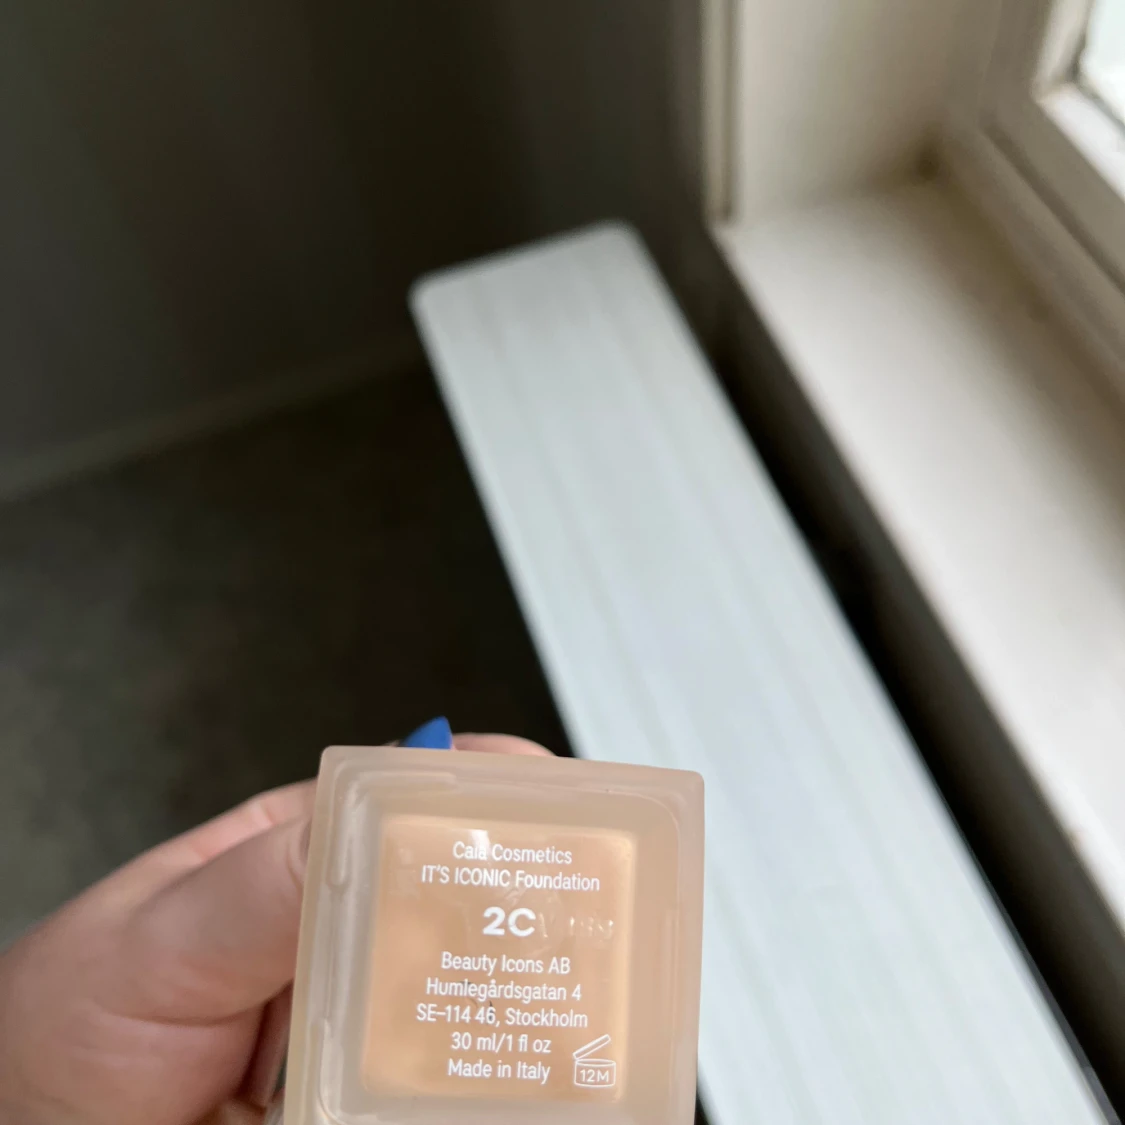 Caia Cosmetics
IT'S ICONIC Foundation
2C
Beauty Icons AB
Humlegårdsgatan 4
SE-114 46, Stockholm
30 ml/1 fl oz
Made in Italy
12M